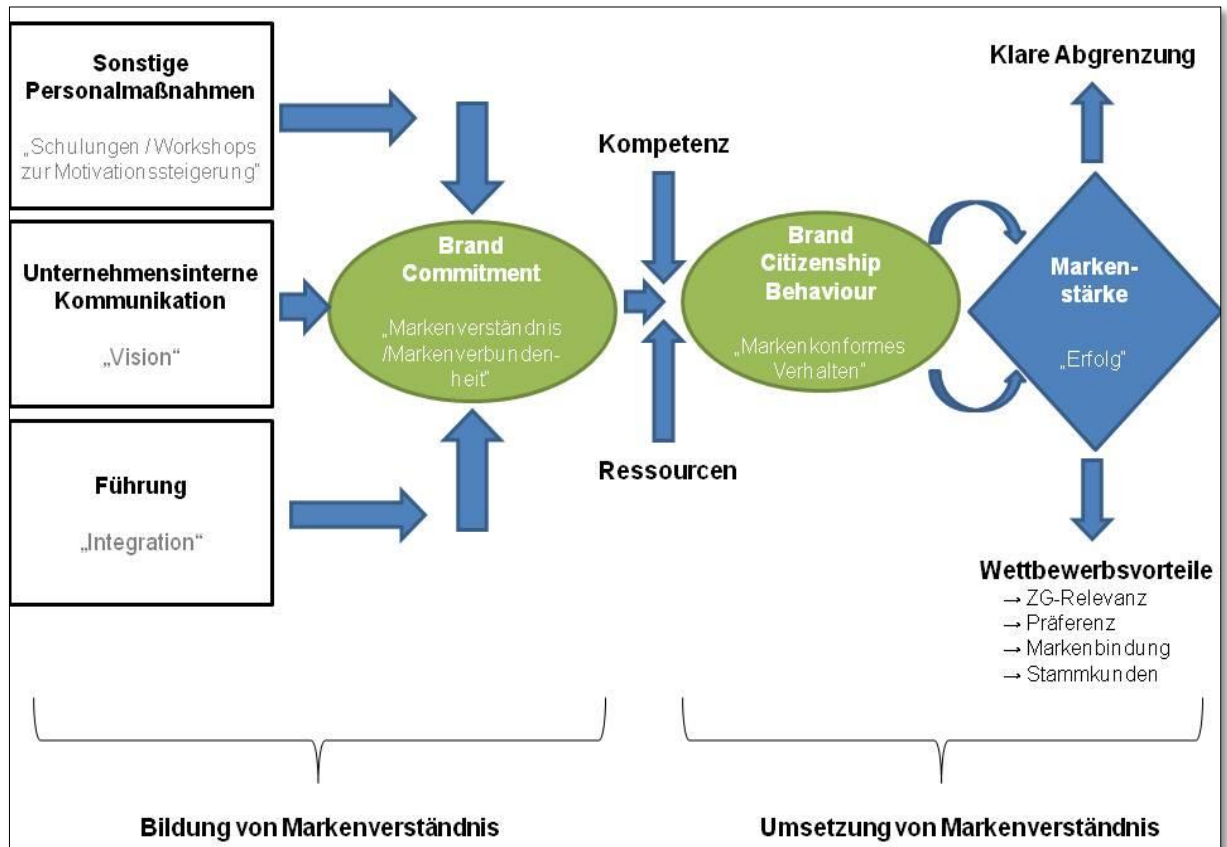 Sonstige
Personalmaßnahmen
„Schulungen / Workshops
zur Motivationssteigerung“
Unternehmensinterne
Kommunikation
„Vision“
Führung
„Integration“
Brand
Commitment
„Markenverständnis
/Markenverbunden-
heit“
Kompetenz
Ressourcen
Brand
Citizenship
Behaviour
„Markenkonformes
Verhalten“
Klare Abgrenzung
Marken-
stärke
„Erfolg“
Wettbewerbsvorteile
→ ZG-Relevanz
→ Präferenz
→ Markenbindung
→ Stammkunden
Bildung von Markenverständnis
Umsetzung von Markenverständnis